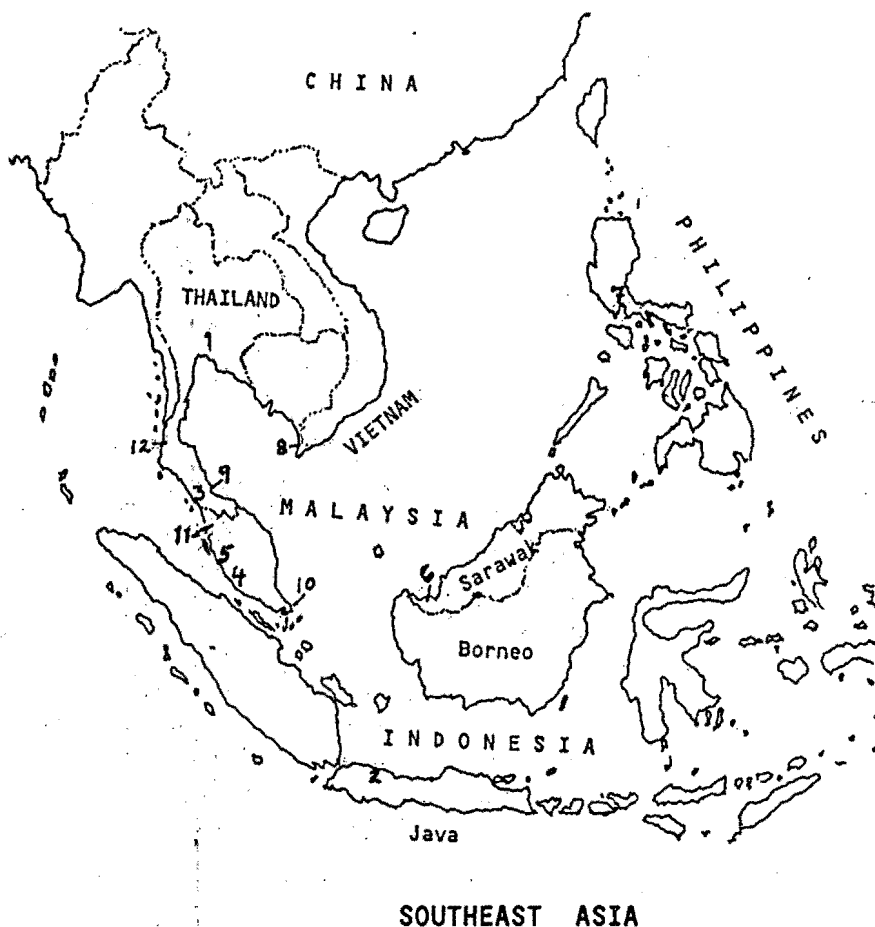 CHINA
PHILIPPINES
THAILAND
1
7
VIETNAM
12
8
9
3
MALAYSIA
11
5
4
10
6
Sarawak
Borneo
INDONESIA
2
Java
SOUTHEAST ASIA